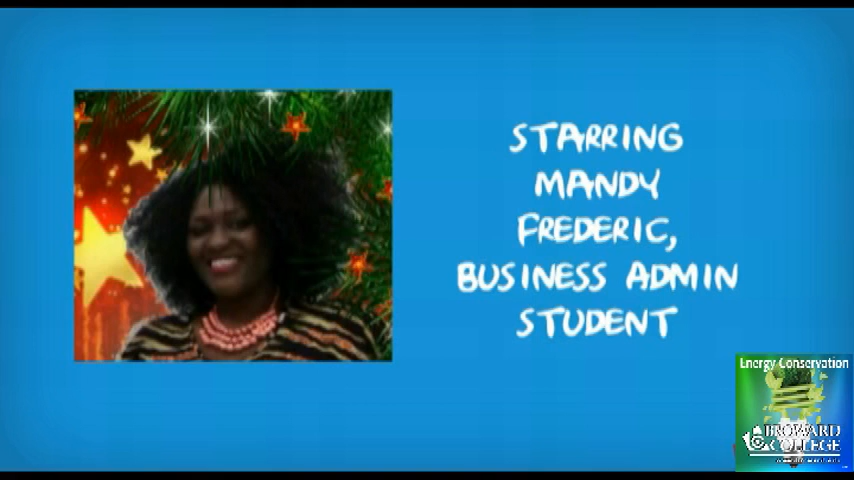 STARRING
MANDY
FREDERIC,
BUSINESS ADMIN
STUDENT
Energy Conservation
BROWARD
COLLEGE